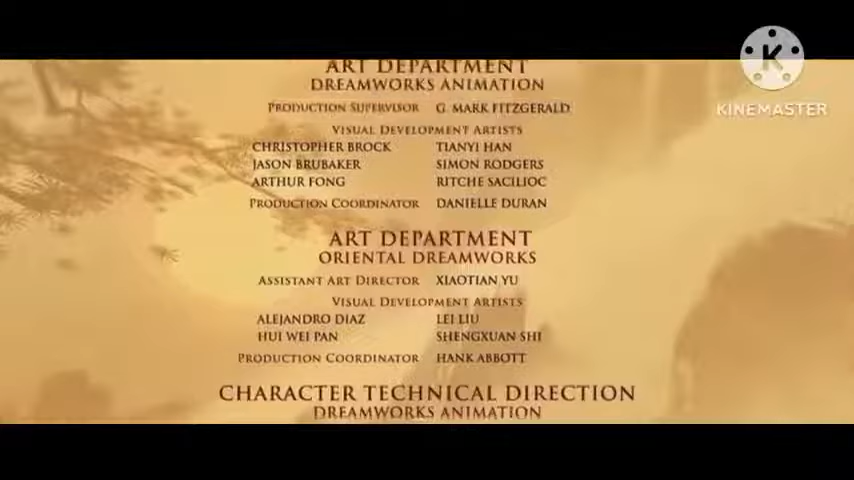 K
KINEMASTER
ART DEPARTMENT
DREAMWORKS ANIMATION
PRODUCTION SUPERVISOR G. MARK FITZGERALD
VISUAL DEVELOPMENT ARTISTS
CHRISTOPHER BROCK TIANYI HAN
JASON BRUBAKER SIMON RODGERS
ARTHUR FONG RITCHE SACILIOC
PRODUCTION COORDINATOR DANIELLE DURAN
ART DEPARTMENT
ORIENTAL DREAMWORKS
ASSISTANT ART DIRECTOR XIAOTIAN YU
VISUAL DEVELOPMENT ARTISTS
ALEJANDRO DIAZ LEI LIU
HUI WEI PAN SHENGXUAN SHI
PRODUCTION COORDINATOR HANK ABBOTT
CHARACTER TECHNICAL DIRECTION
DREAMWORKS ANIMATION